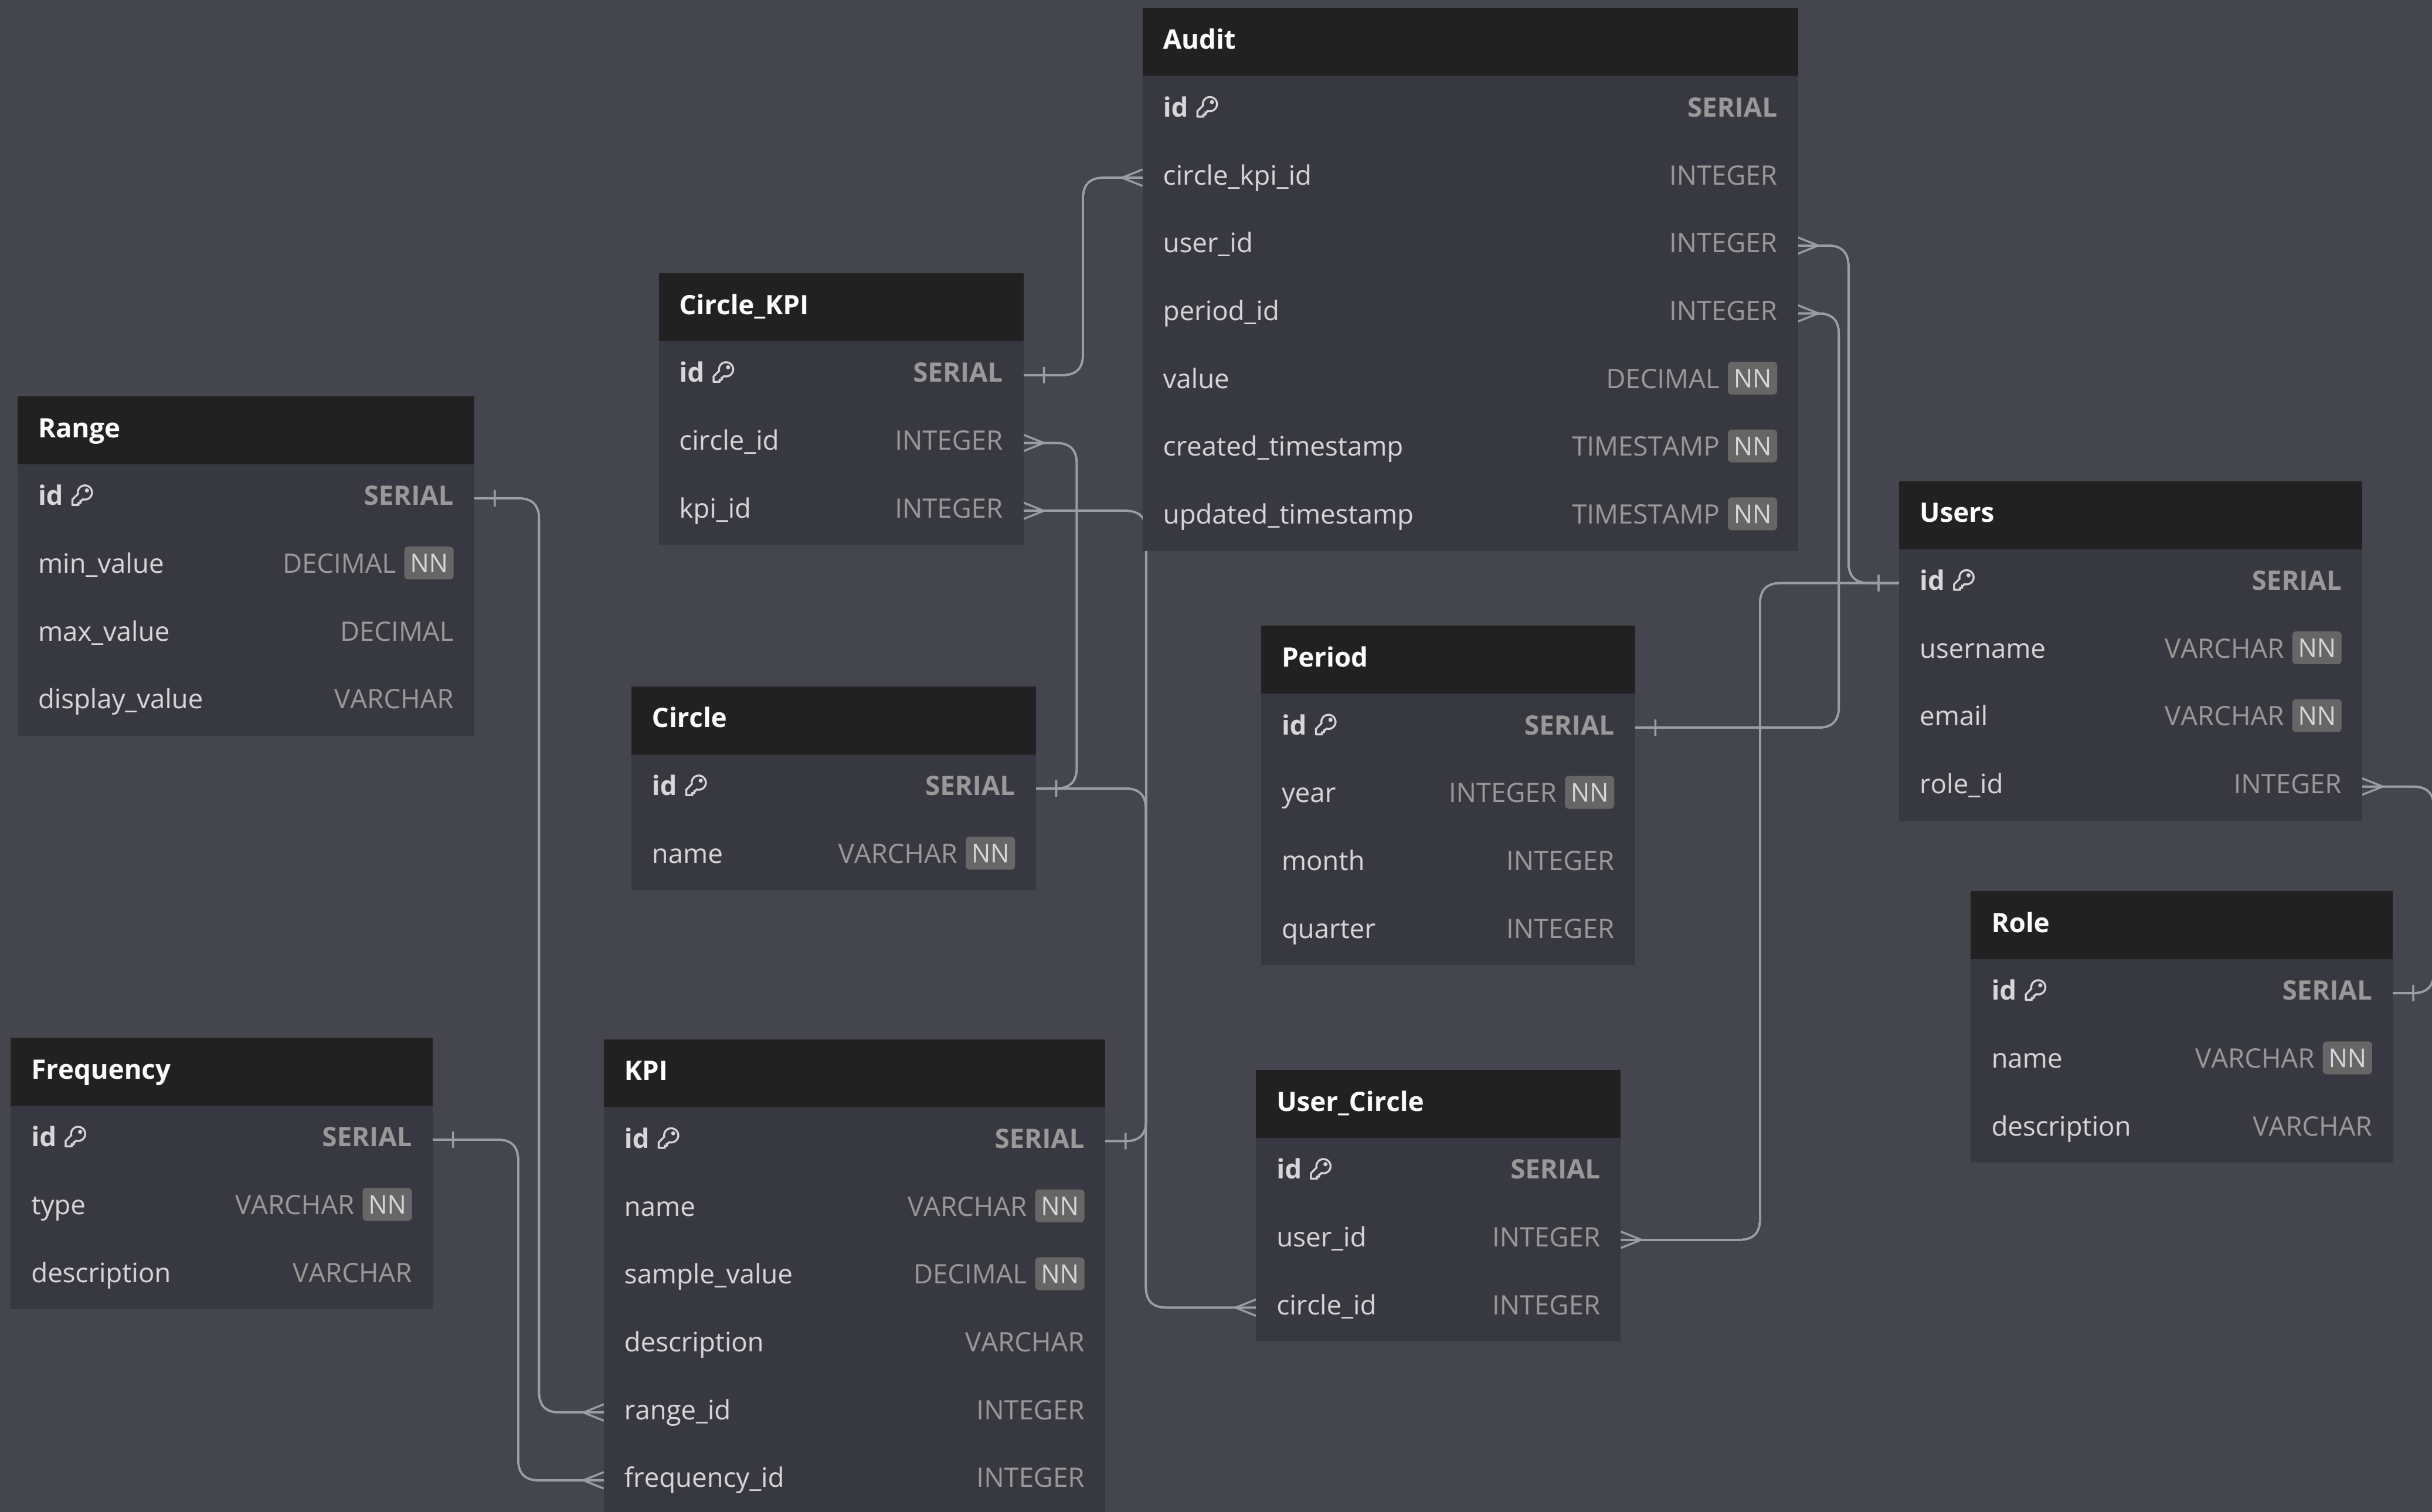 Audit
id SERIAL
circle_kpi_id INTEGER
user_id INTEGER
period_id INTEGER
value DECIMAL NN
created_timestamp TIMESTAMP NN
updated_timestamp TIMESTAMP NN
Circle_KPI
id SERIAL
circle_id INTEGER
kpi_id INTEGER
Range
id SERIAL
min_value DECIMAL NN
max_value DECIMAL
display_value VARCHAR
Users
id SERIAL
username VARCHAR NN
email VARCHAR NN
role_id INTEGER
Period
id SERIAL
year INTEGER NN
month INTEGER
quarter INTEGER
Circle
id SERIAL
name VARCHAR NN
Role
id SERIAL
name VARCHAR NN
description VARCHAR
Frequency
id SERIAL
type VARCHAR NN
description VARCHAR
KPI
id SERIAL
name VARCHAR NN
sample_value DECIMAL NN
description VARCHAR
range_id INTEGER
frequency_id INTEGER
User_Circle
id SERIAL
user_id INTEGER
circle_id INTEGER